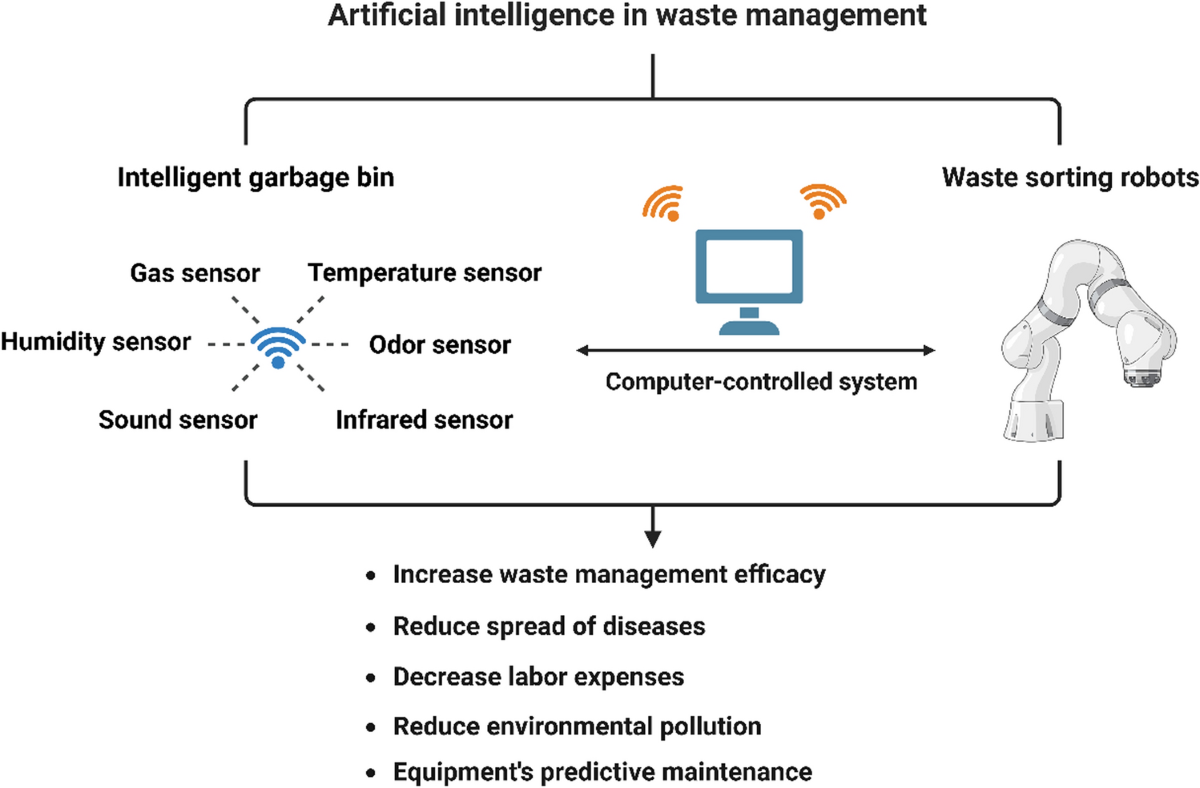 Artificial intelligence in waste management
Intelligent garbage bin
Waste sorting robots
Gas sensor
Temperature sensor
Humidity sensor
Odor sensor
Sound sensor
Infrared sensor
Computer-controlled system
• Increase waste management efficacy
• Reduce spread of diseases
• Decrease labor expenses
• Reduce environmental pollution
• Equipment's predictive maintenance